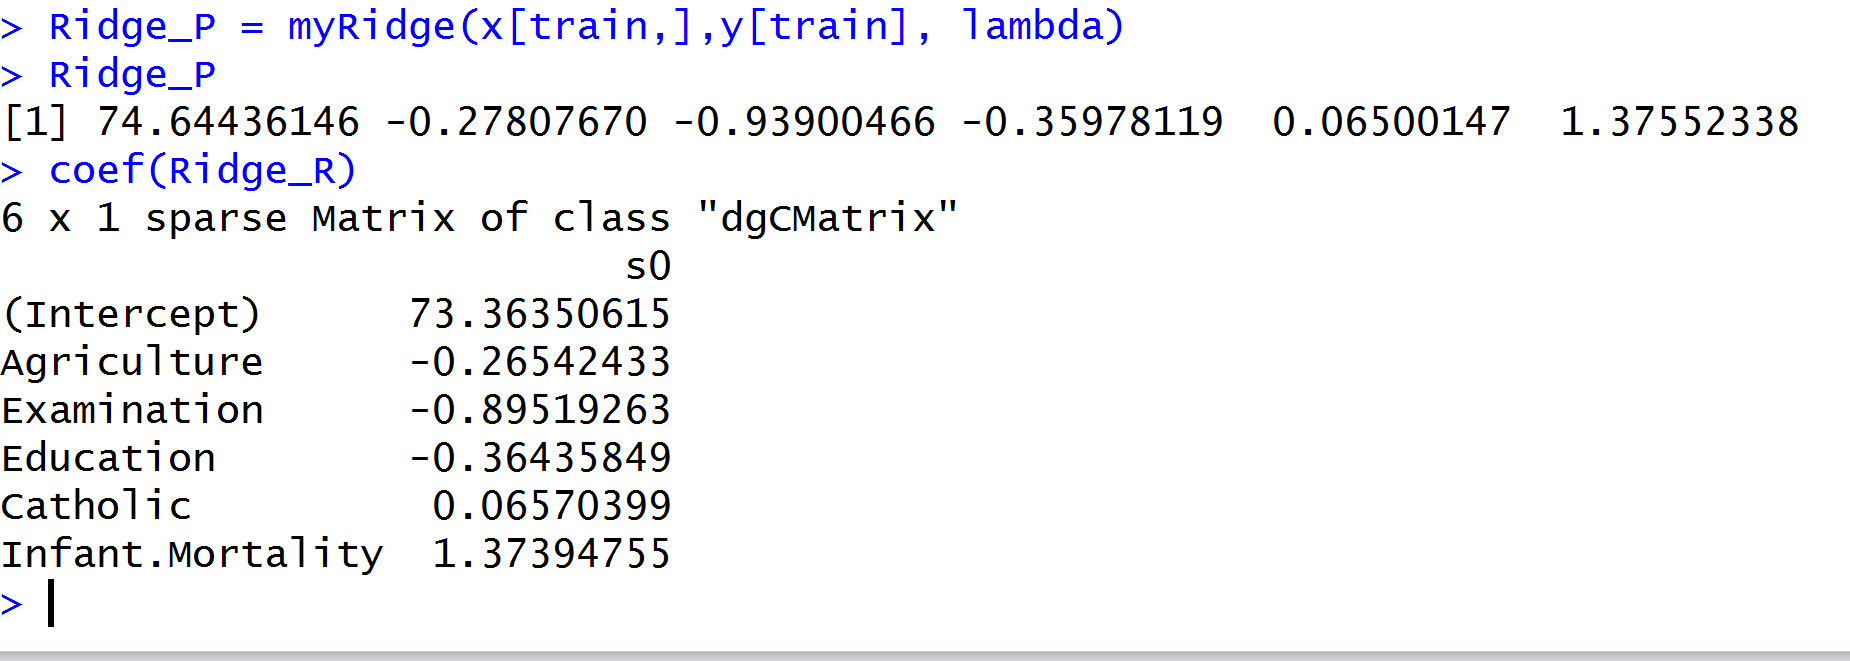 > Ridge_P = myRidge(x[train,],y[train], lambda)
> Ridge_P
[1] 74.64436146 -0.27807670 -0.93900466 -0.35978119  0.06500147  1.37552338
> coef(Ridge_R)
6 x 1 sparse Matrix of class "dgCMatrix"
                          s0
(Intercept)      73.36350615
Agriculture      -0.26542433
Examination      -0.89519263
Education        -0.36435849
Catholic          0.06570399
Infant.Mortality  1.37394755
>